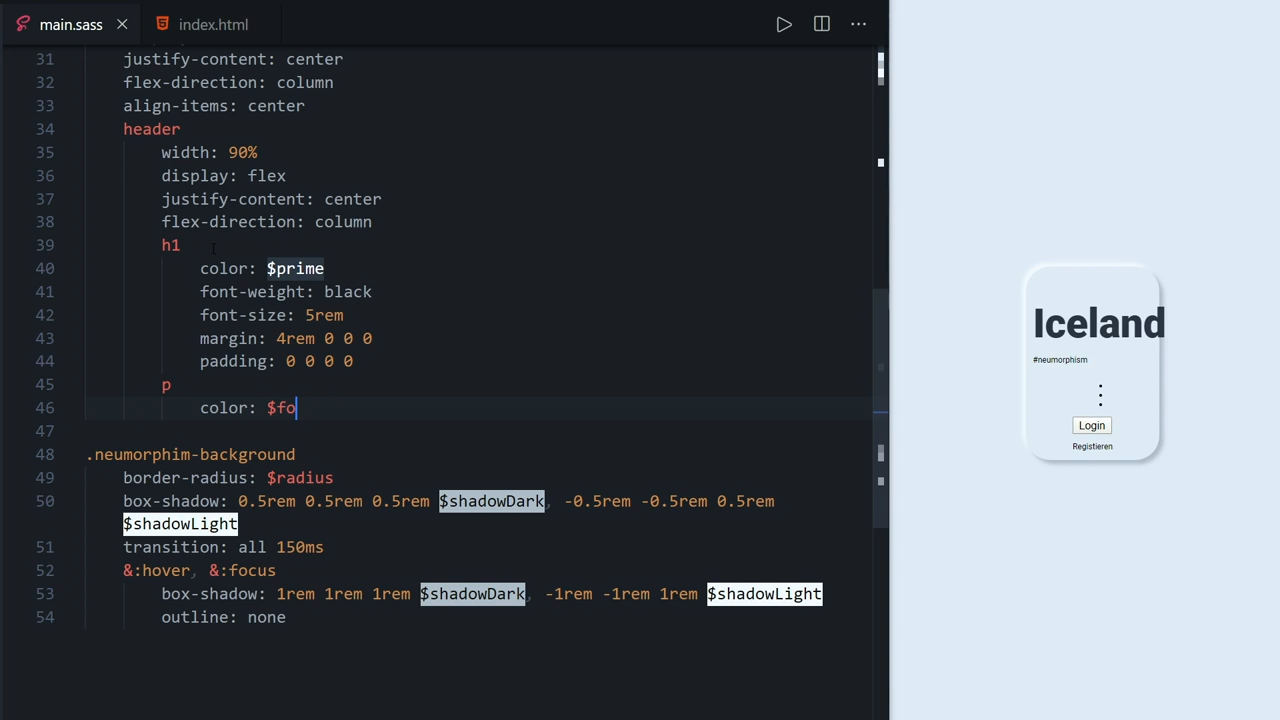 main.sass index.html
31 justify-content: center
32 flex-direction: column
33 align-items: center
34 header
35 width: 90%
36 display: flex
37 justify-content: center
38 flex-direction: column
39 h1
40 color: $prime
41 font-weight: black
42 font-size: 5rem
43 margin: 4rem 0 0 0
44 padding: 0 0 0 0
45 p
46 color: $fo
47
48 .neumorphim-background
49 border-radius: $radius
50 box-shadow: 0.5rem 0.5rem 0.5rem $shadowDark, -0.5rem -0.5rem 0.5rem
$shadowLight
51 transition: all 150ms
52 &:hover, &:focus
53 box-shadow: 1rem 1rem 1rem $shadowDark, -1rem -1rem 1rem $shadowLight
54 outline: none
Iceland
#neumorphism
Login
Registieren